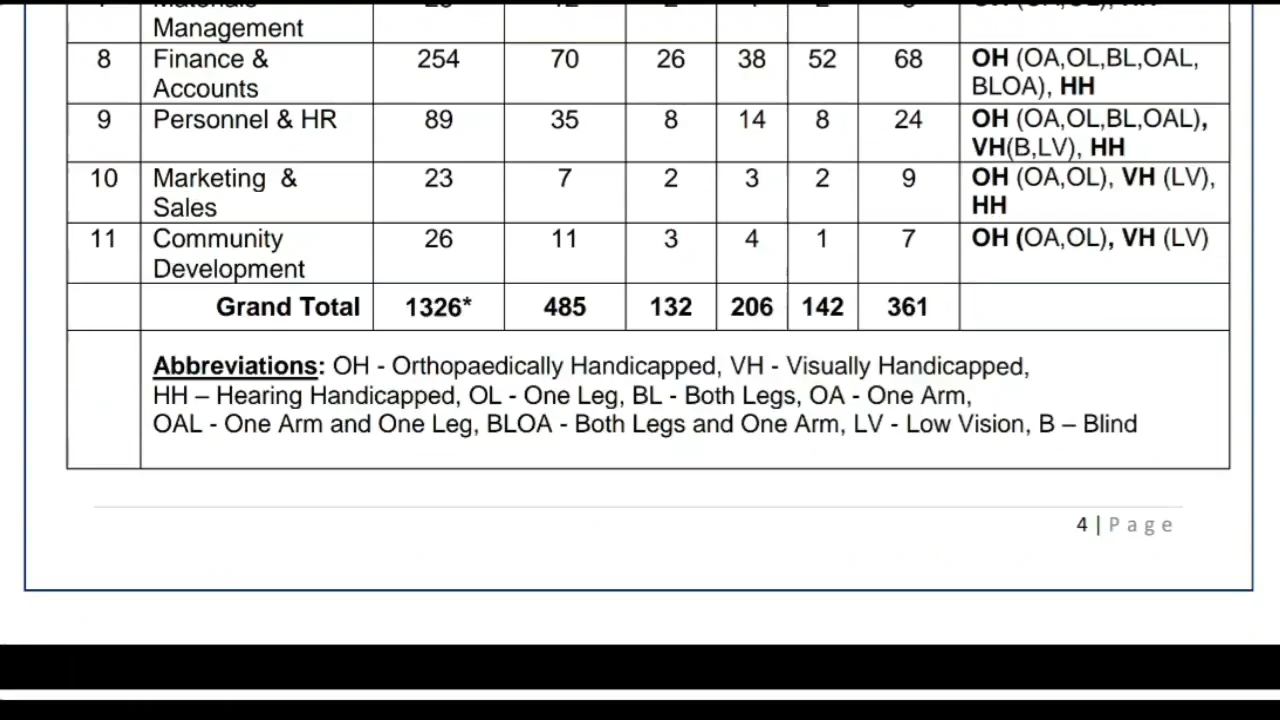 Management
8 Finance & 254 70 26 38 52 68 OH (OA,OL,BL,OAL,
Accounts BLOA), HH
9 Personnel & HR 89 35 8 14 8 24 OH (OA,OL,BL,OAL),
VH(B,LV), HH
10 Marketing & 23 7 2 3 2 9 OH (OA,OL), VH (LV),
Sales HH
11 Community 26 11 3 4 1 7 OH (OA,OL), VH (LV)
Development
Grand Total 1326* 485 132 206 142 361
Abbreviations: OH - Orthopaedically Handicapped, VH - Visually Handicapped,
HH – Hearing Handicapped, OL - One Leg, BL - Both Legs, OA - One Arm,
OAL - One Arm and One Leg, BLOA - Both Legs and One Arm, LV - Low Vision, B – Blind
4 | Page